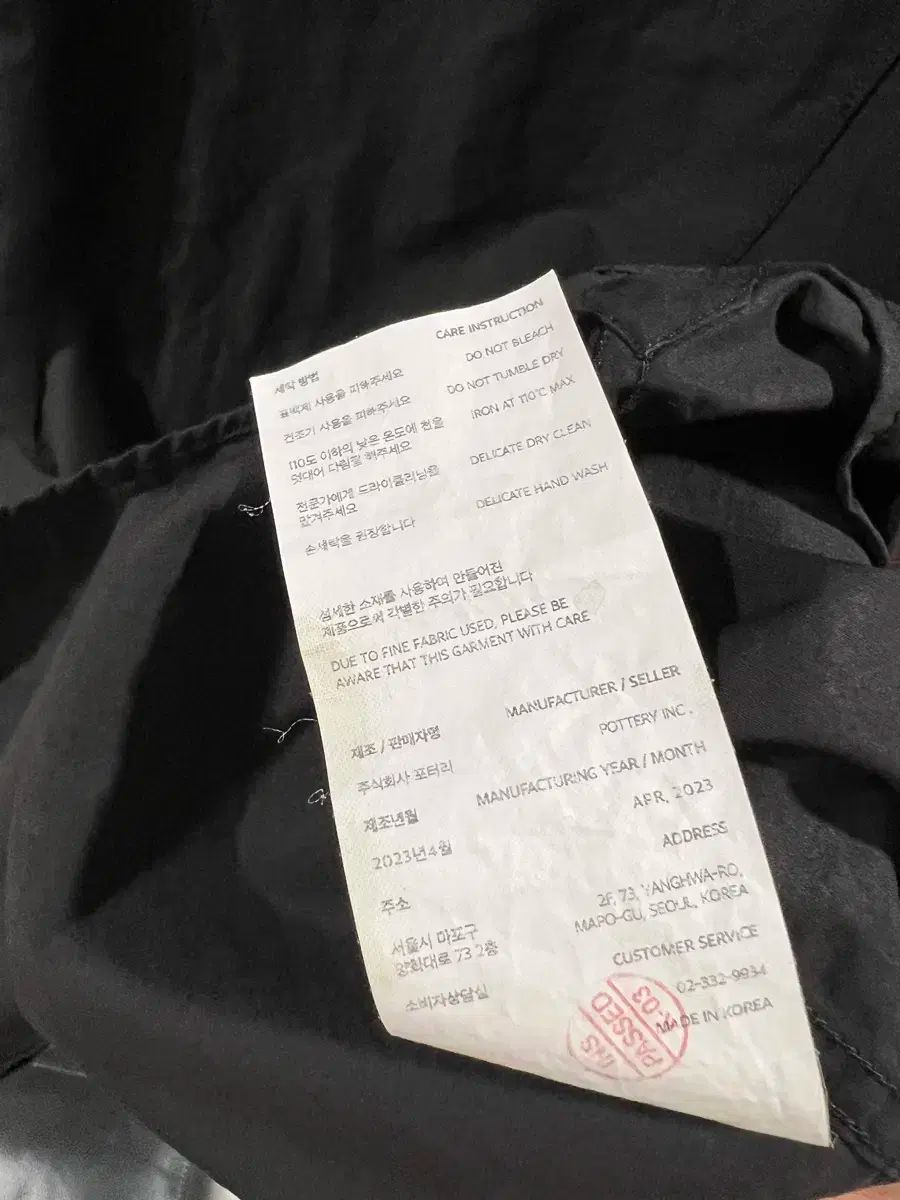 CARE INSTRUCTION
세탁 방법
DO NOT BLEACH
표백제 사용을 피해주세요
DO NOT TUMBLE DRY
건조기 사용을 피해주세요
IRON AT 110°C MAX
110도 이하의 낮은 온도에 천을
덧대어 다림질 해주세요
DELICATE DRY CLEAN
전문가에게 드라이클리닝을
맡겨주세요
DELICATE HAND WASH
손세탁을 권장합니다
섬세한 소재를 사용하여 만들어진
제품으로써 각별한 주의가 필요합니다
DUE TO FINE FABRIC USED, PLEASE BE
AWARE THAT THIS GARMENT WITH CARE
MANUFACTURER / SELLER
제조 / 판매자명
POTTERY INC.
주식회사 포터리
MANUFACTURING YEAR / MONTH
제조년월
APR, 2023
2023년 4월
ADDRESS
주소
2F, 73, YANGHWA-RO,
MAPO-GU, SEOUL, KOREA
서울시 마포구
양화대로 73 2층
CUSTOMER SERVICE
소비자상담실
02-332-9934
MADE IN KOREA
INS
PASSED
03